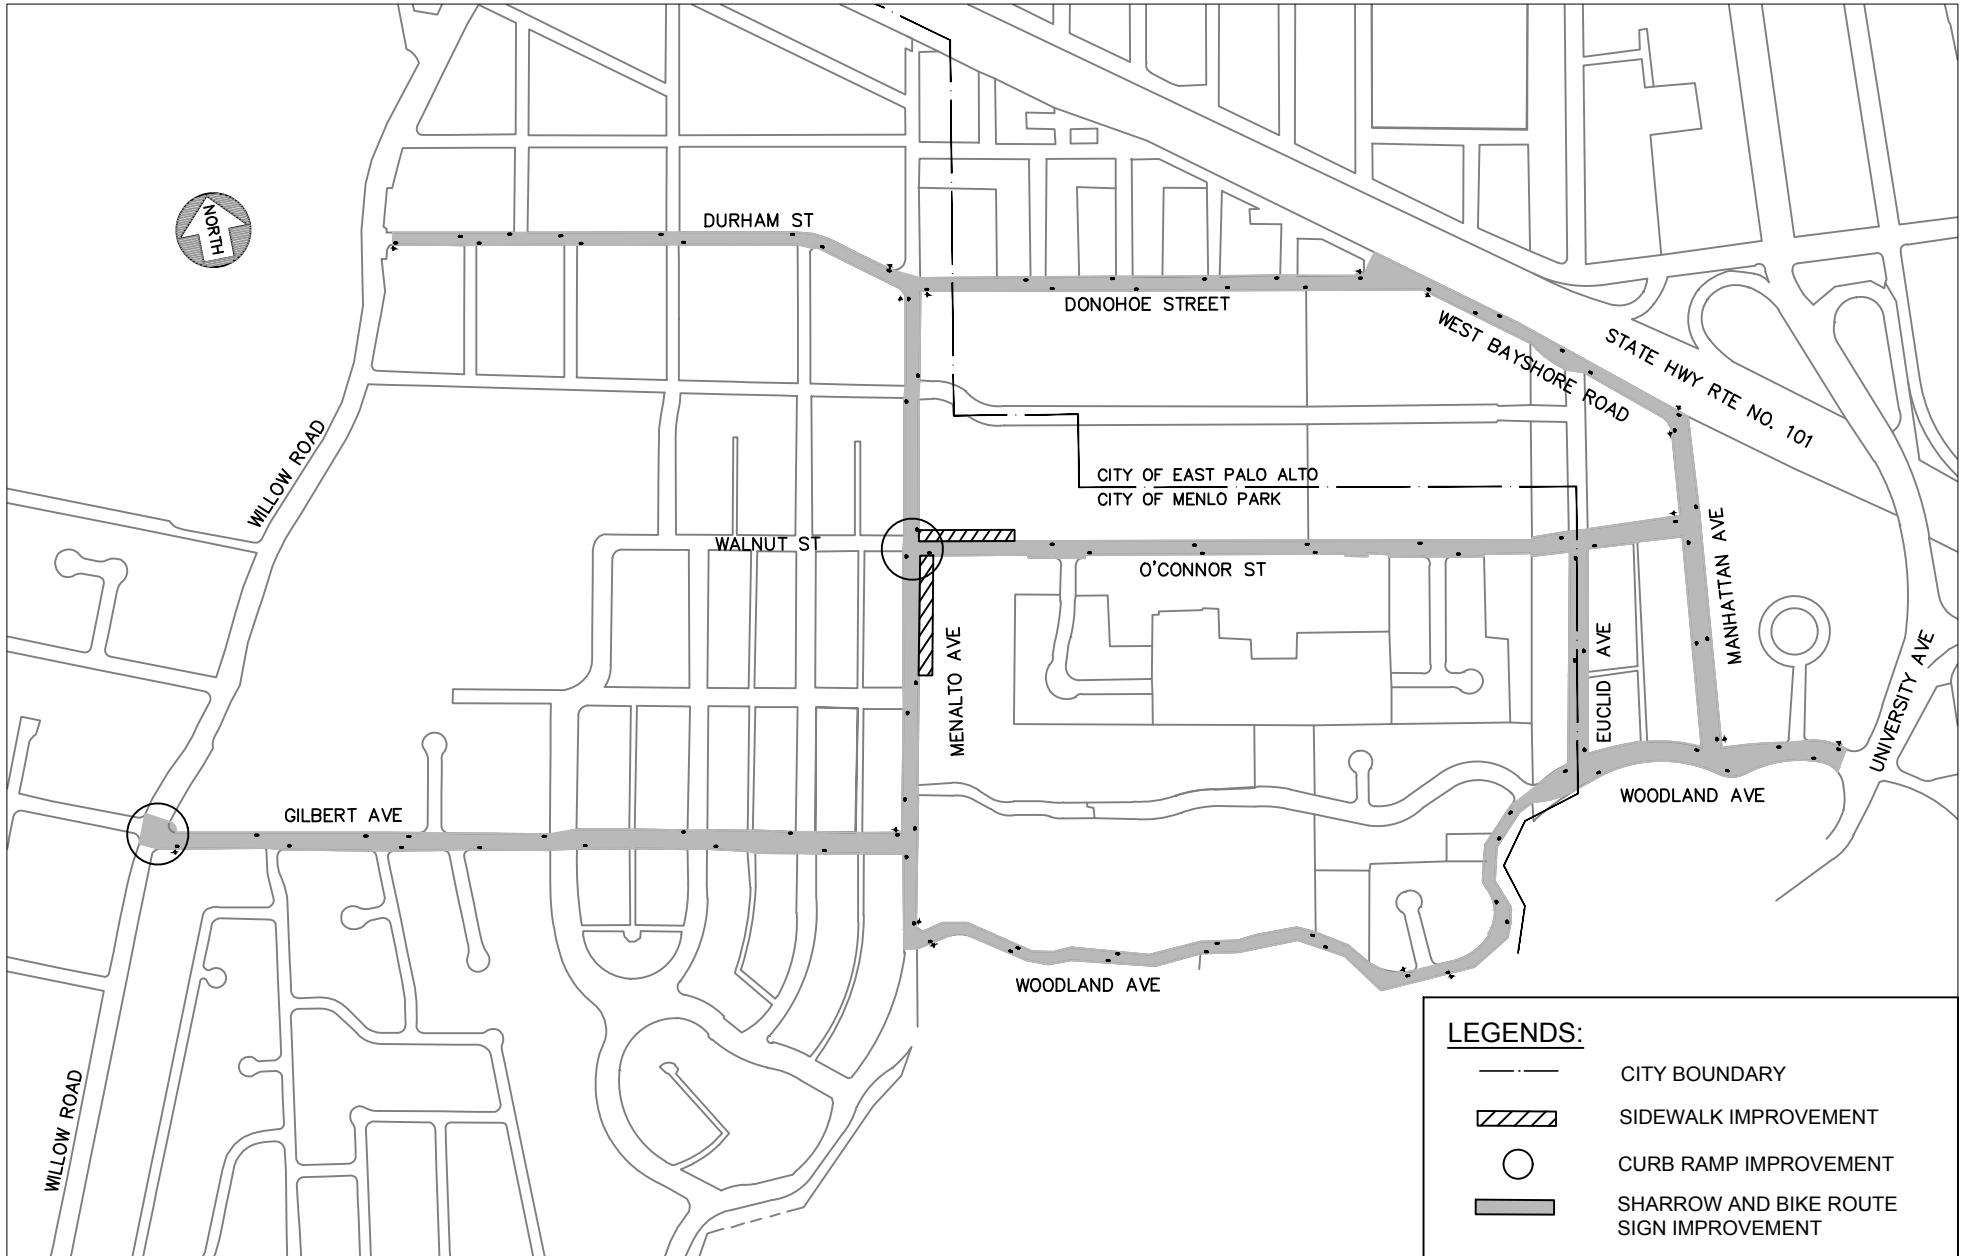 NORTH
DURHAM ST
DONOHOE STREET
WEST BAYSHORE ROAD
STATE HWY RTE NO. 101
WILLOW ROAD
CITY OF EAST PALO ALTO
CITY OF MENLO PARK
WALNUT ST
O'CONNOR ST
MENALTO AVE
EUCLID AVE
MANHATTAN AVE
UNIVERSITY AVE
GILBERT AVE
WOODLAND AVE
WOODLAND AVE
WILLOW ROAD
LEGENDS:
CITY BOUNDARY
SIDEWALK IMPROVEMENT
CURB RAMP IMPROVEMENT
SHARROW AND BIKE ROUTE
SIGN IMPROVEMENT